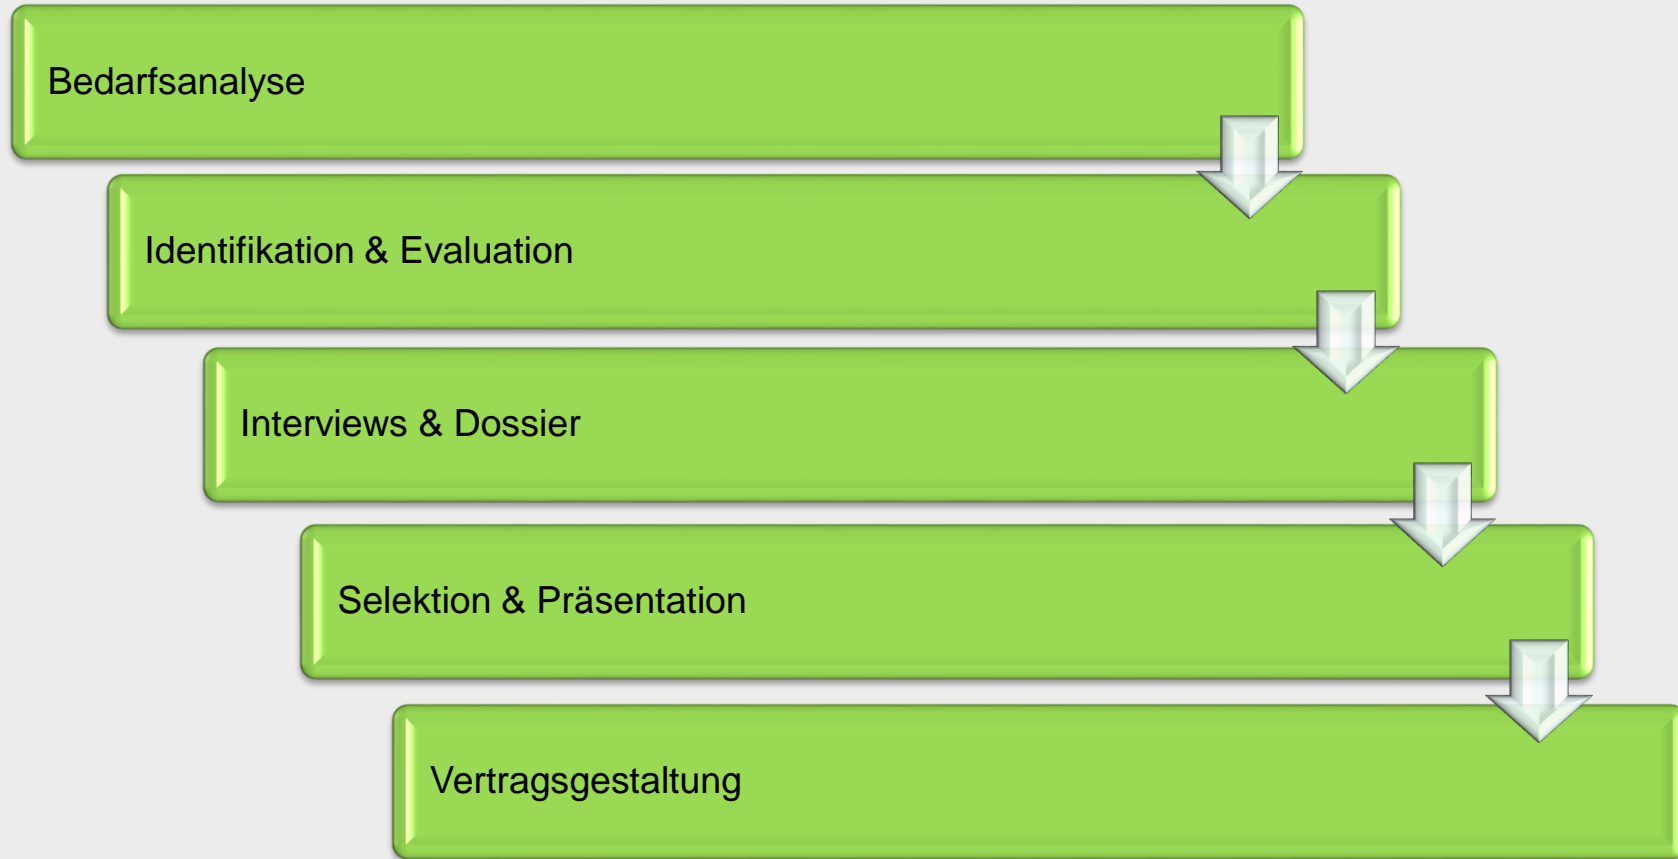 Bedarfsanalyse
Identifikation & Evaluation
Interviews & Dossier
Selektion & Präsentation
Vertragsgestaltung